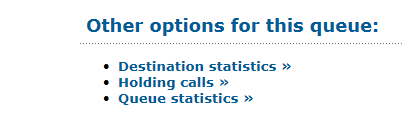 Other options for this queue:
• Destination statistics »
• Holding calls »
• Queue statistics »